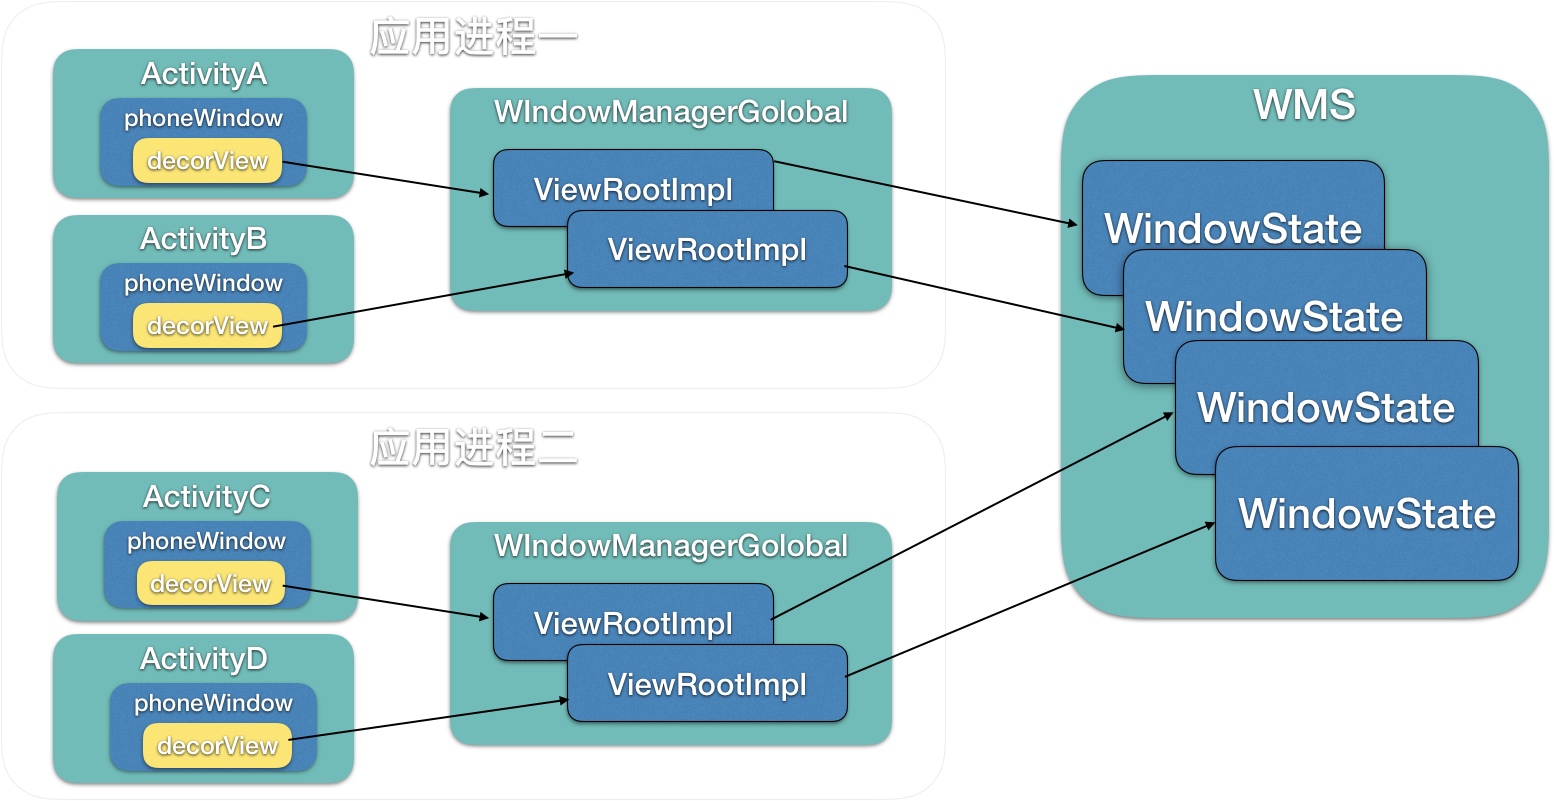 应用进程一
ActivityA
phoneWindow
decorView
ActivityB
phoneWindow
decorView
WIndowManagerGolobal
ViewRootImpl
ViewRootImpl
应用进程二
ActivityC
phoneWindow
decorView
ActivityD
phoneWindow
decorView
WIndowManagerGolobal
ViewRootImpl
ViewRootImpl
WMS
WindowState
WindowState
WindowState
WindowState